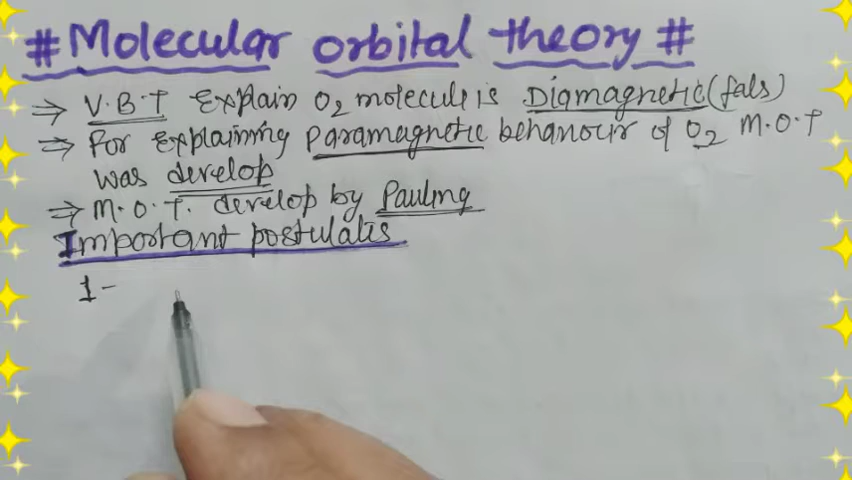 # Molecular orbital theory #
⇒ V.B.T Explain O2 molecule is Diamagnetic (fals)
⇒ For Explaining paramagnetic behaviour of O2 M.O.T
was develop
⇒ M.O.T. develop by Pauling
Important postulates
1-